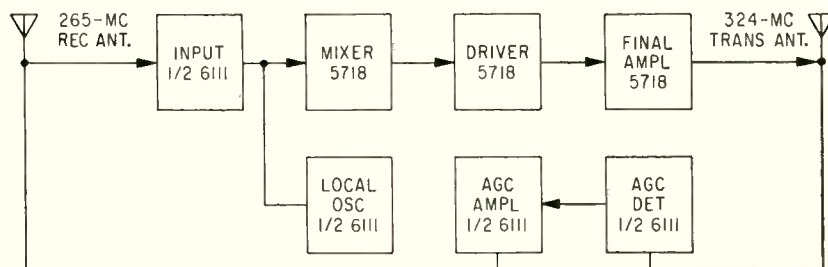 265-MC
REC ANT.
INPUT
1/2 6111
MIXER
5718
DRIVER
5718
FINAL
AMPL
5718
324-MC
TRANS ANT.
LOCAL
OSC
1/2 6111
AGC
AMPL
1/2 6111
AGC
DET
1/2 6111